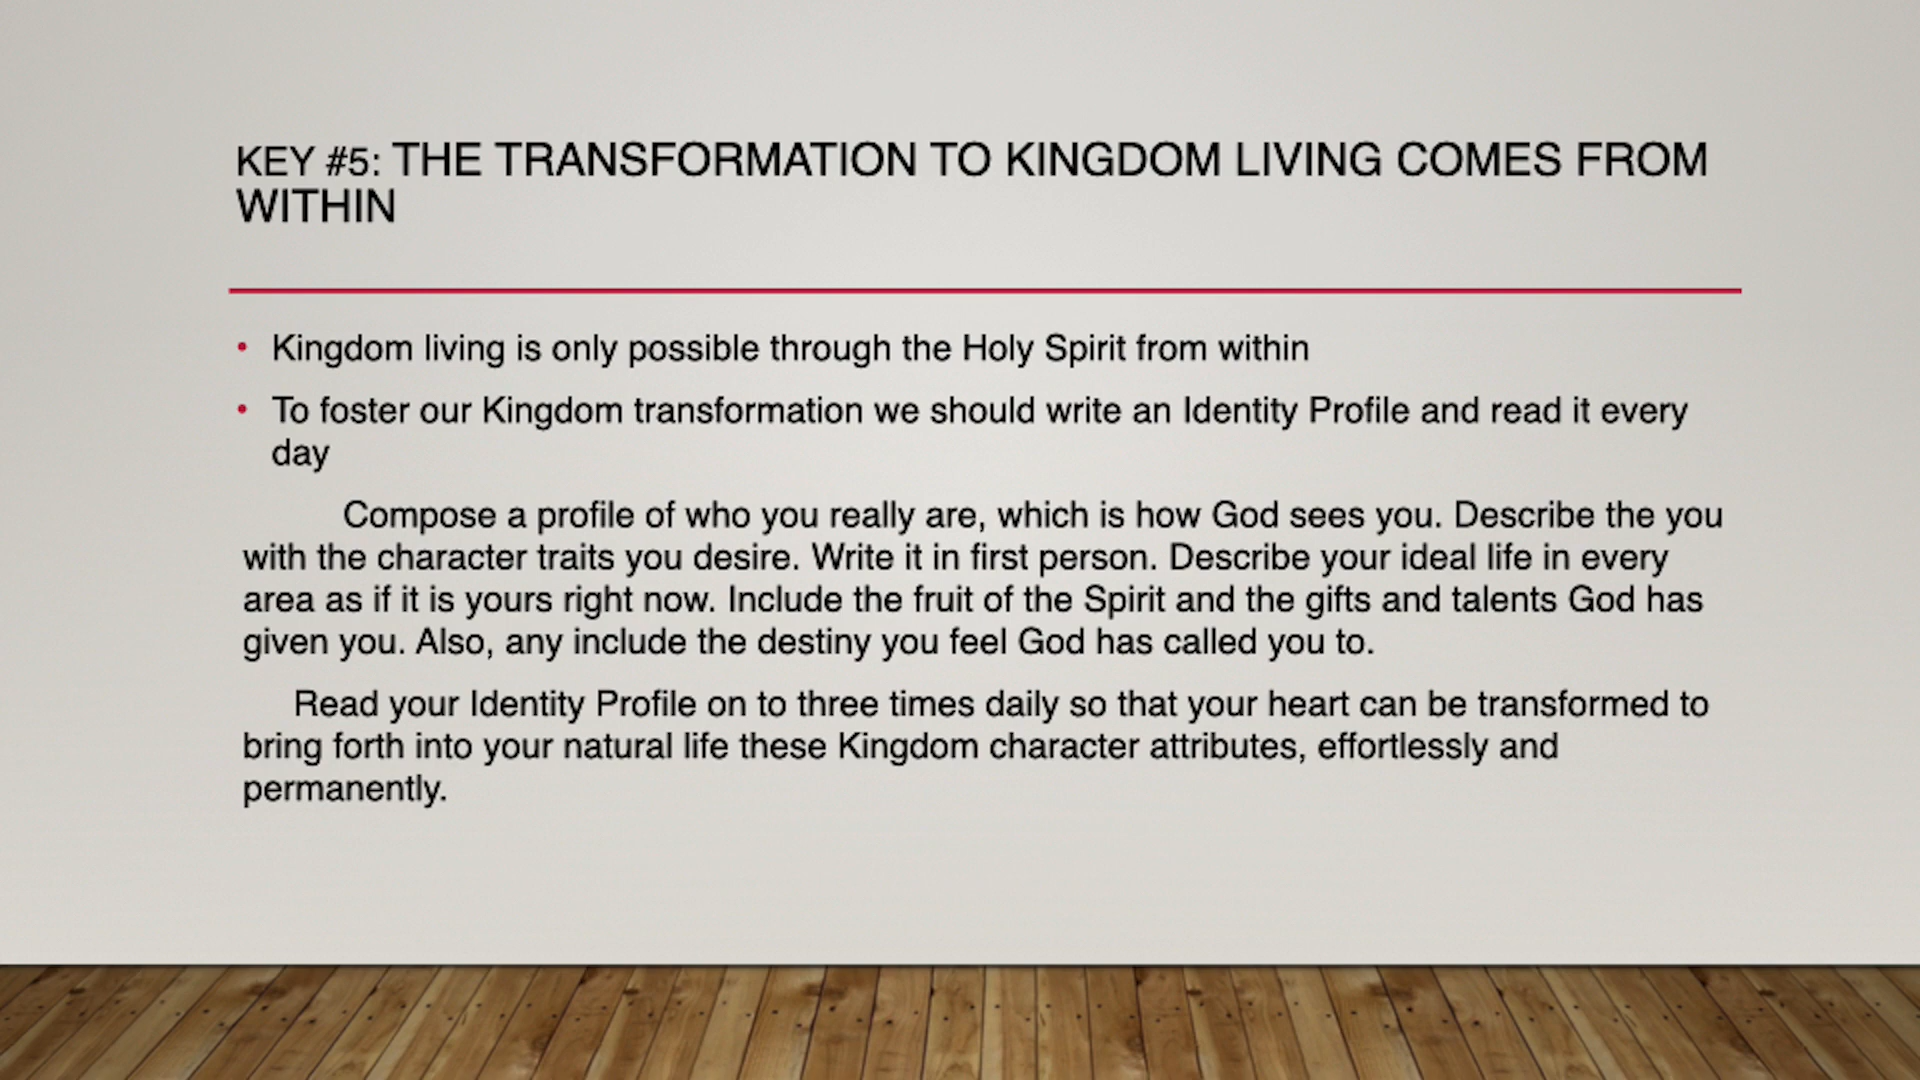 KEY #5: THE TRANSFORMATION TO KINGDOM LIVING COMES FROM
WITHIN
• Kingdom living is only possible through the Holy Spirit from within
• To foster our Kingdom transformation we should write an Identity Profile and read it every
day
Compose a profile of who you really are, which is how God sees you. Describe the you
with the character traits you desire. Write it in first person. Describe your ideal life in every
area as if it is yours right now. Include the fruit of the Spirit and the gifts and talents God has
given you. Also, any include the destiny you feel God has called you to.
Read your Identity Profile on to three times daily so that your heart can be transformed to
bring forth into your natural life these Kingdom character attributes, effortlessly and
permanently.